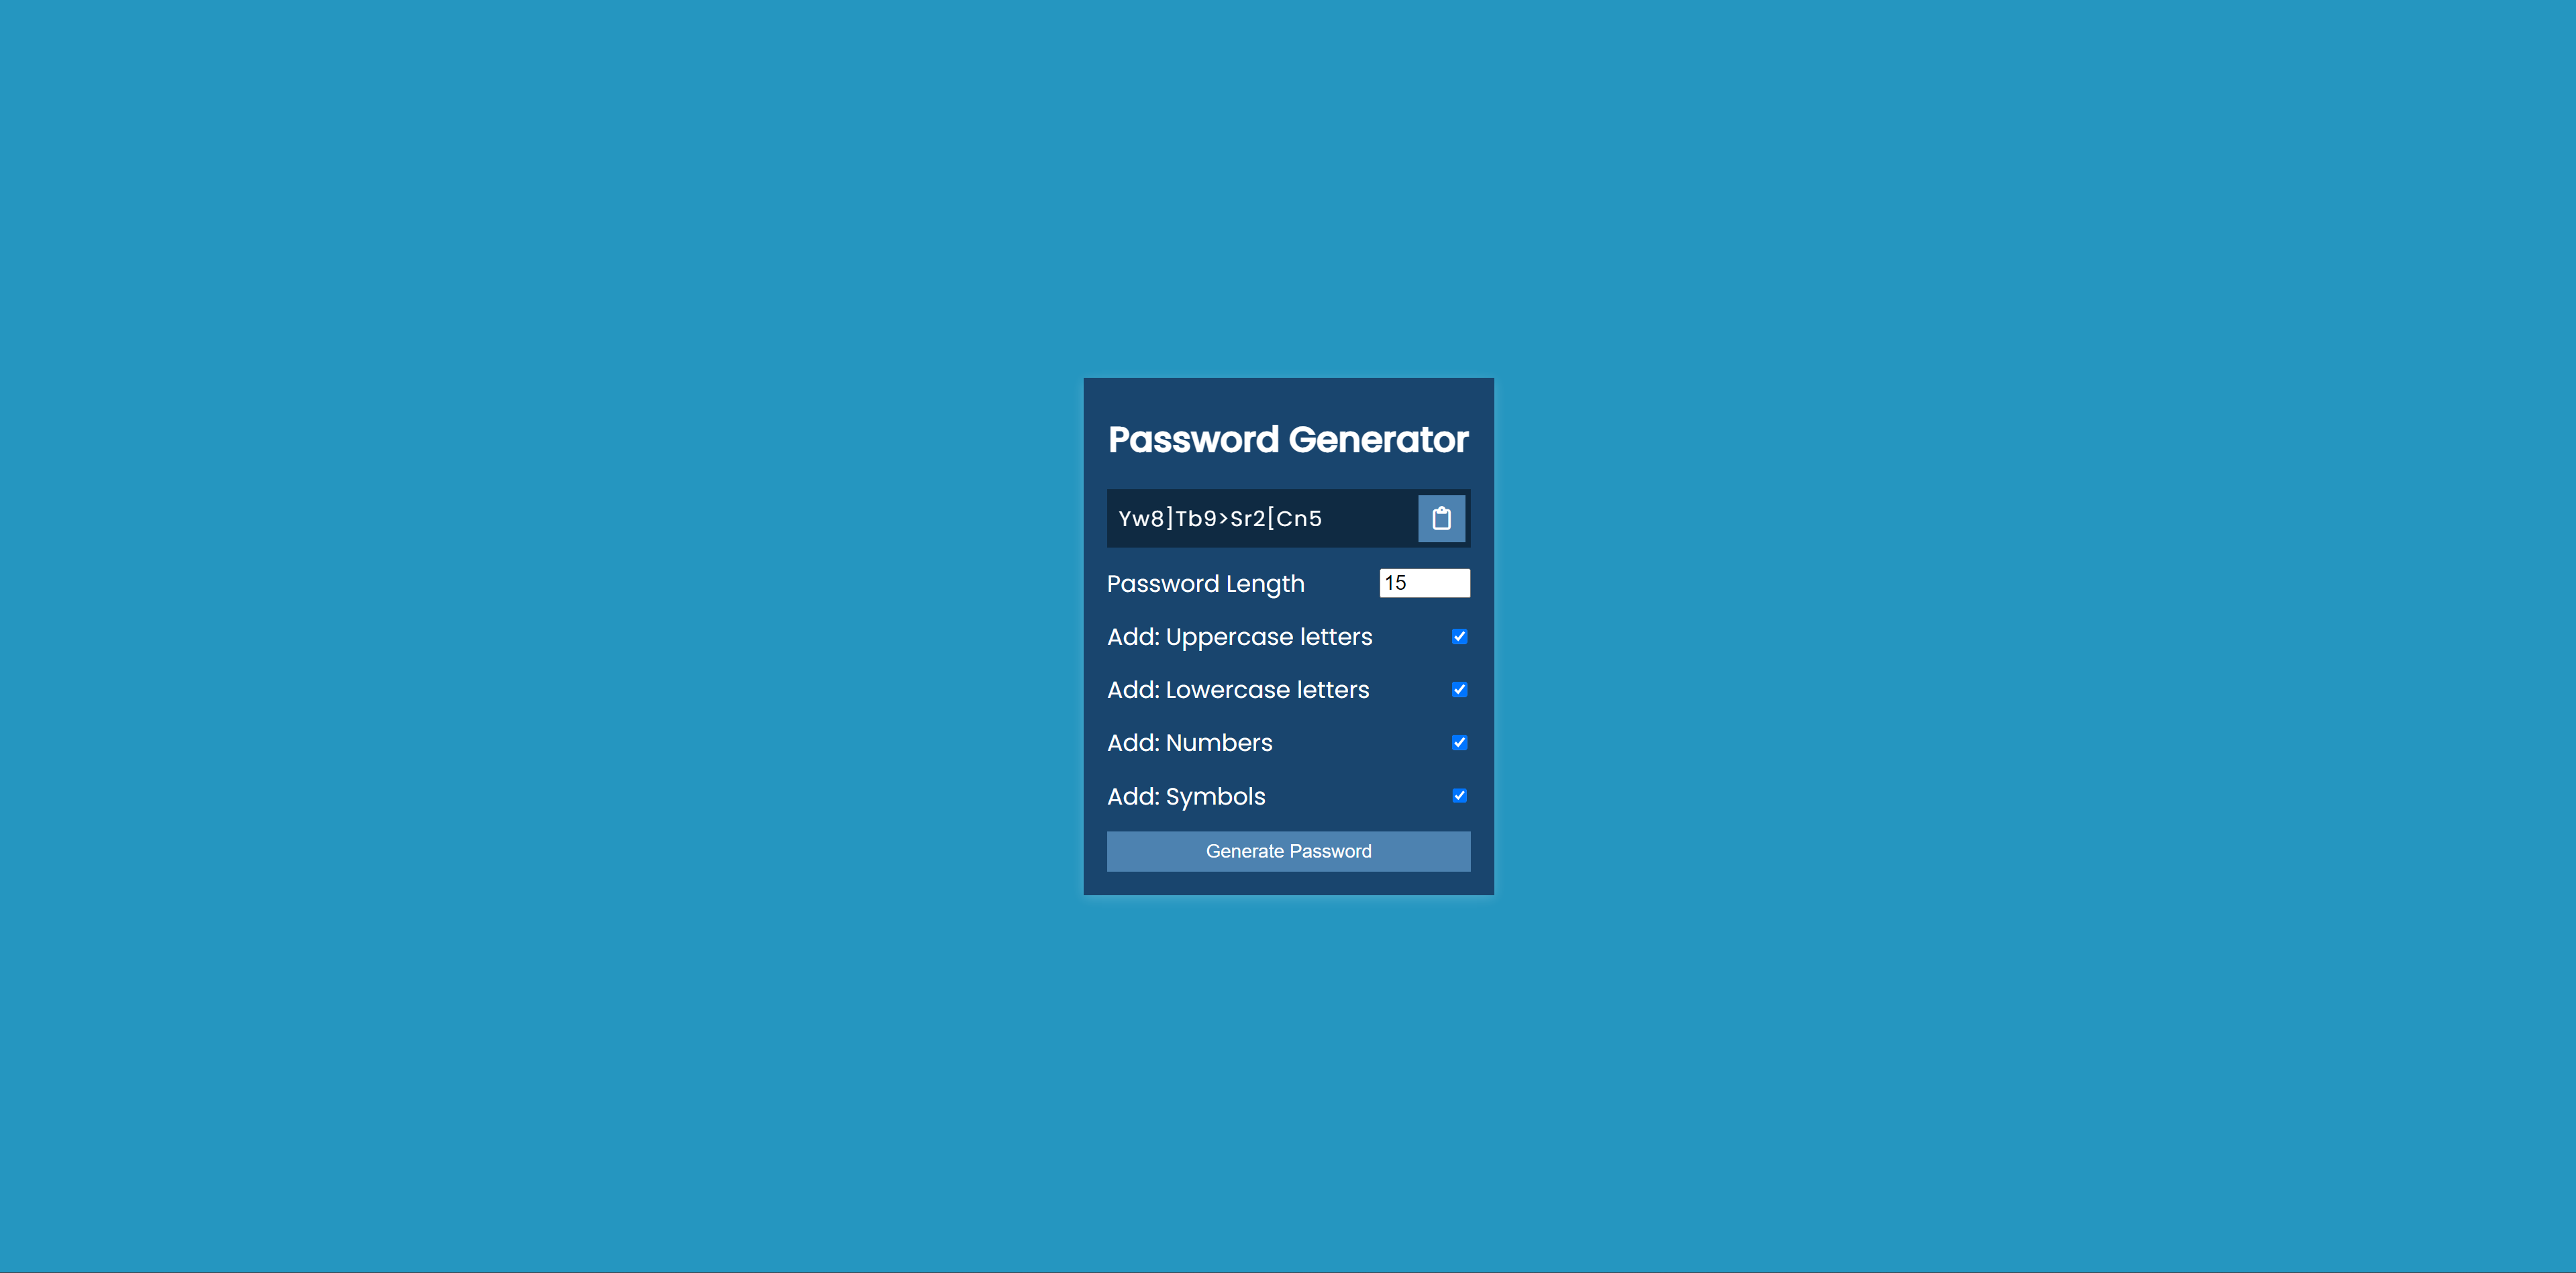 Password Generator
Yw8]Tb9>Sr2[Cn5
Password Length 15
Add: Uppercase letters
Add: Lowercase letters
Add: Numbers
Add: Symbols
Generate Password